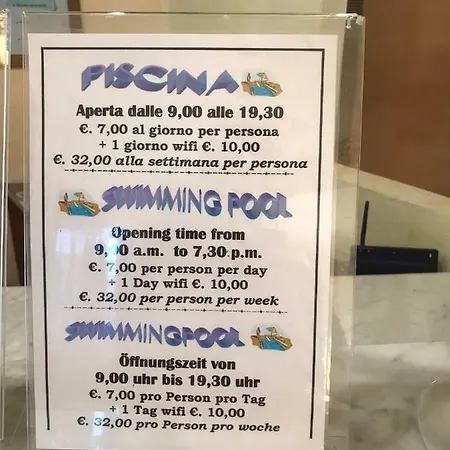 PISCINA
Aperta dalle 9,00 alle 19,30
€. 7,00 al giorno per persona
+ 1 giorno wifi €. 10,00
€. 32,00 alla settimana per persona
SWIMMING POOL
Opening time from
9,00 a.m. to 7,30 p.m.
€. 7,00 per person per day
+ 1 Day wifi €. 10,00
€. 32,00 per person per week
SWIMMINGPOOL
Öffnungszeit von
9,00 uhr bis 19,30 uhr
€. 7,00 pro Person pro Tag
+ 1 Tag wifi €. 10,00
€. 32,00 pro Person pro woche